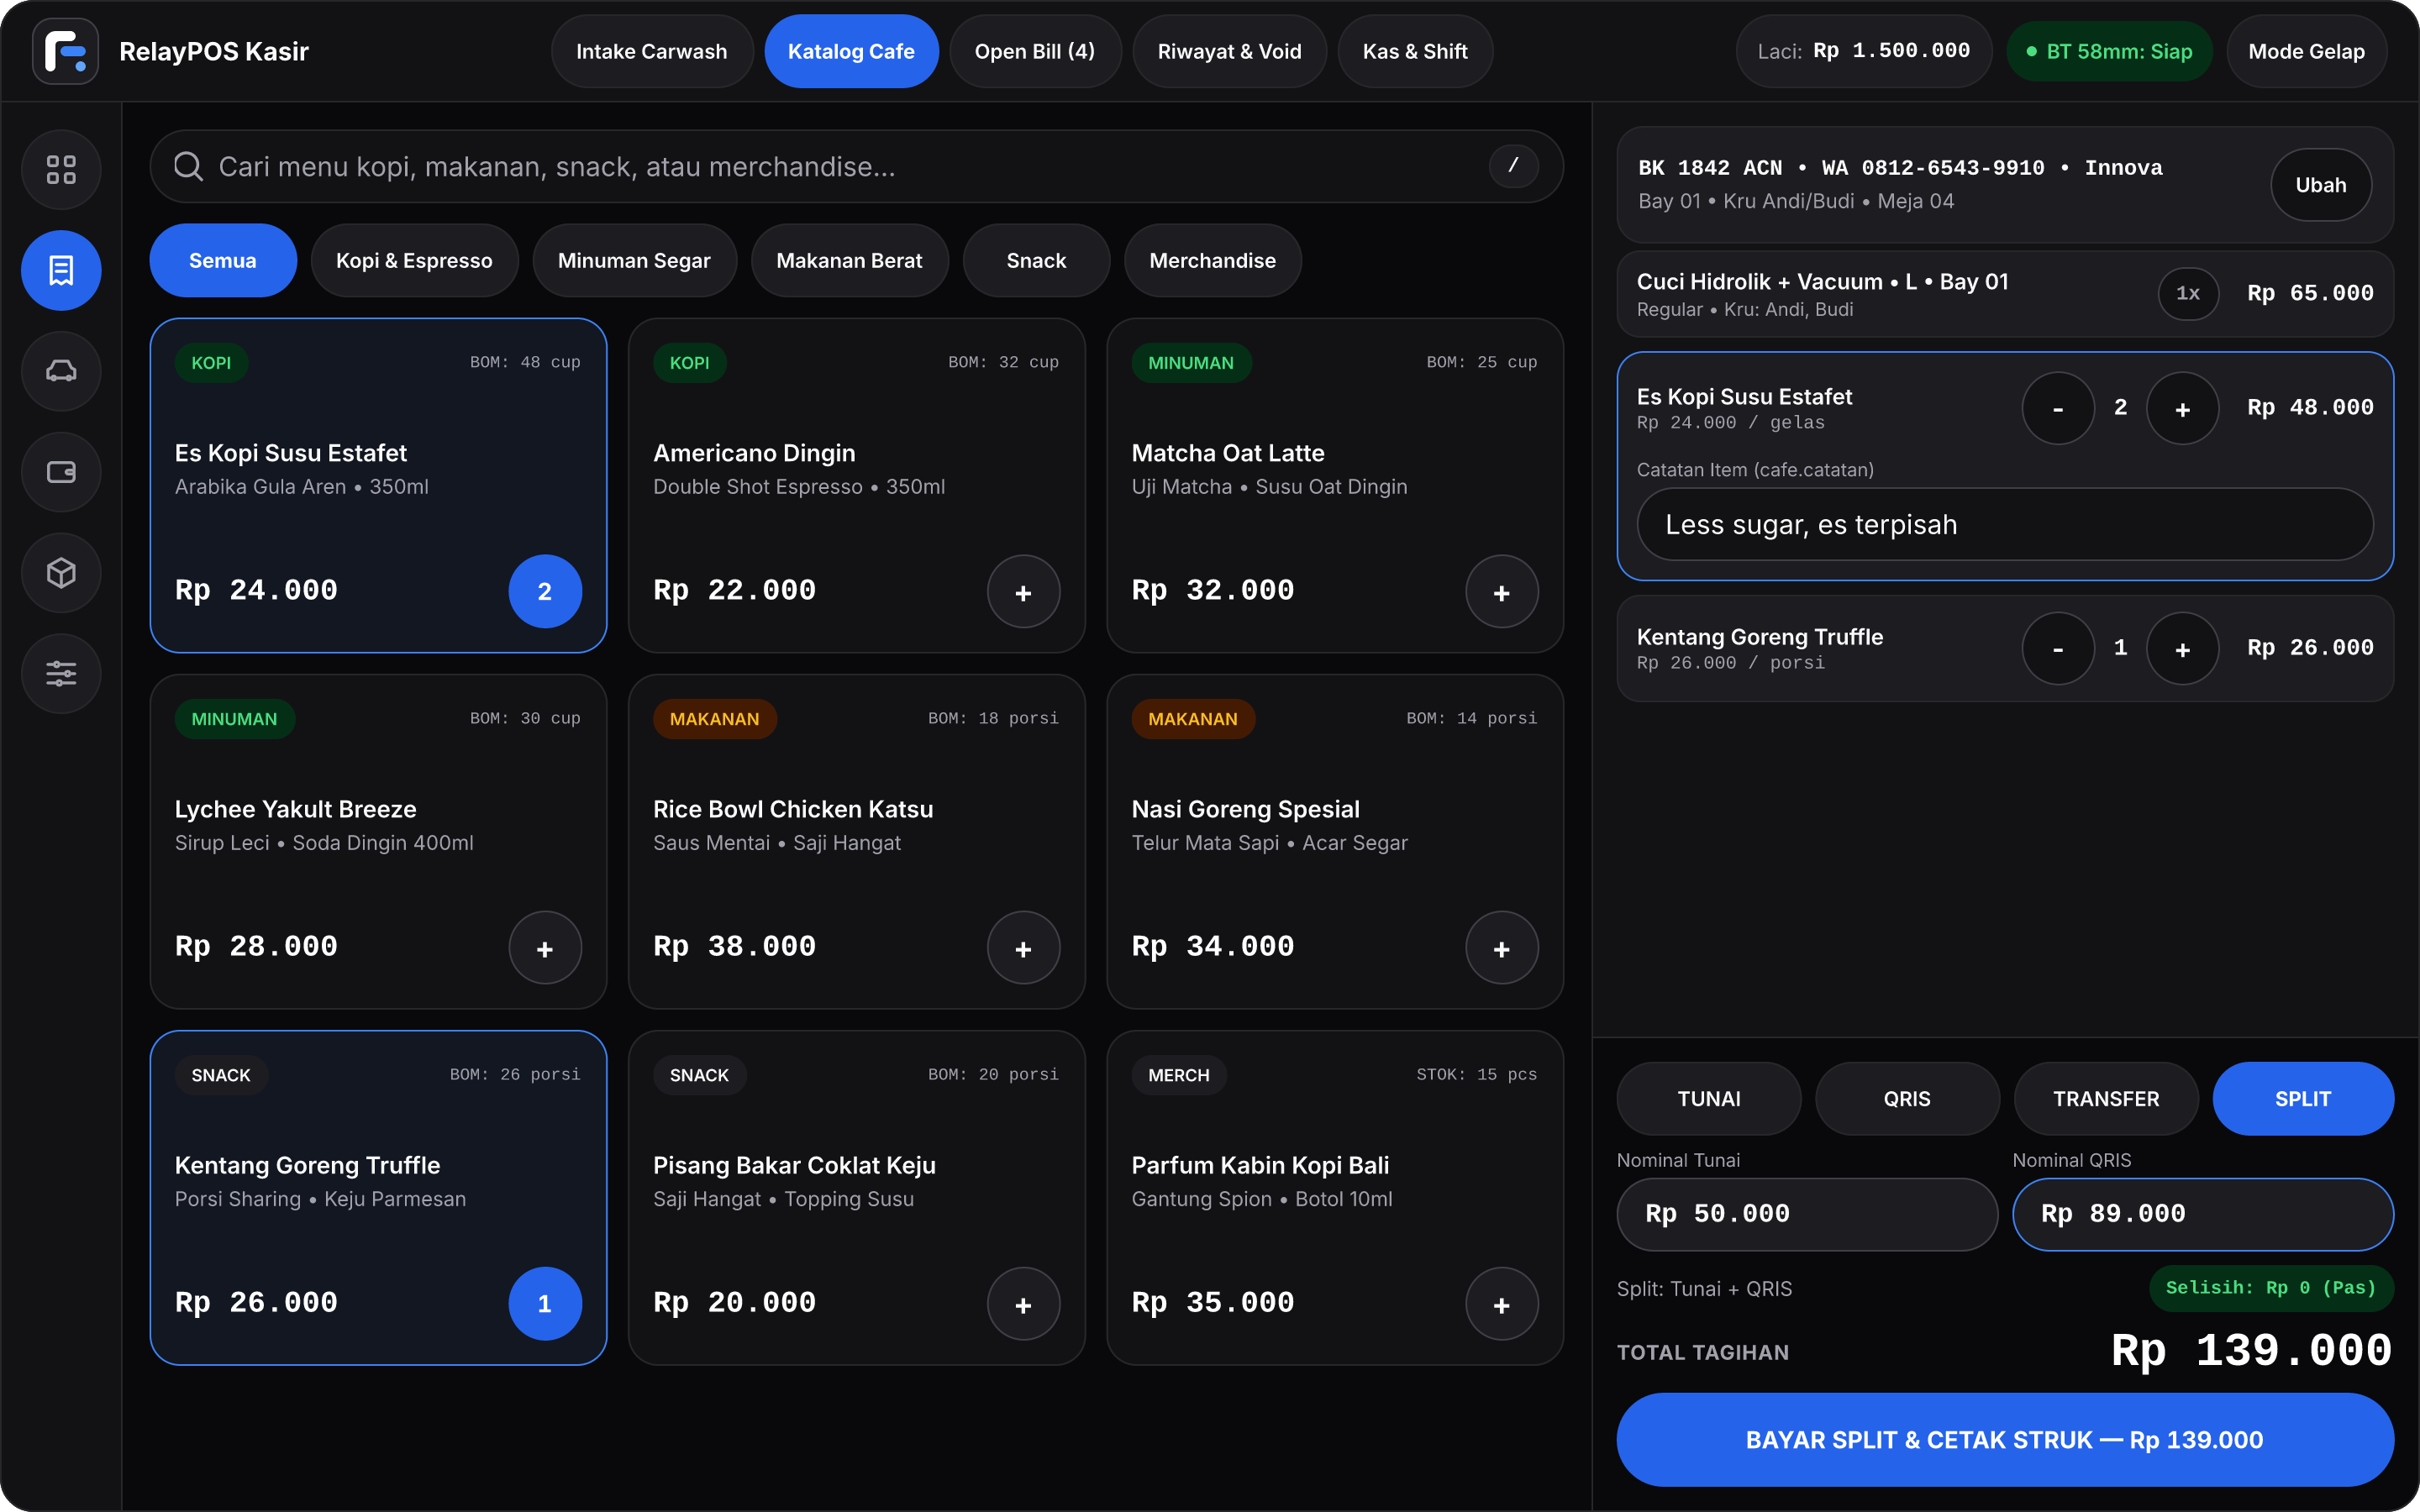 RelayPOS Kasir
Intake Carwash
Katalog Cafe
Open Bill (4)
Riwayat & Void
Kas & Shift
Laci: Rp 1.500.000
BT 58mm: Siap
Mode Gelap
Cari menu kopi, makanan, snack, atau merchandise...
/
Semua
Kopi & Espresso
Minuman Segar
Makanan Berat
Snack
Merchandise
KOPI
BOM: 48 cup
Es Kopi Susu Estafet
Arabika Gula Aren • 350ml
Rp 24.000
2
KOPI
BOM: 32 cup
Americano Dingin
Double Shot Espresso • 350ml
Rp 22.000
+
MINUMAN
BOM: 25 cup
Matcha Oat Latte
Uji Matcha • Susu Oat Dingin
Rp 32.000
+
MINUMAN
BOM: 30 cup
Lychee Yakult Breeze
Sirup Leci • Soda Dingin 400ml
Rp 28.000
+
MAKANAN
BOM: 18 porsi
Rice Bowl Chicken Katsu
Saus Mentai • Saji Hangat
Rp 38.000
+
MAKANAN
BOM: 14 porsi
Nasi Goreng Spesial
Telur Mata Sapi • Acar Segar
Rp 34.000
+
SNACK
BOM: 26 porsi
Kentang Goreng Truffle
Porsi Sharing • Keju Parmesan
Rp 26.000
1
SNACK
BOM: 20 porsi
Pisang Bakar Coklat Keju
Saji Hangat • Topping Susu
Rp 20.000
+
MERCH
STOK: 15 pcs
Parfum Kabin Kopi Bali
Gantung Spion • Botol 10ml
Rp 35.000
+
BK 1842 ACN • WA 0812-6543-9910 • Innova
Bay 01 • Kru Andi/Budi • Meja 04
Ubah
Cuci Hidrolik + Vacuum • L • Bay 01
Regular • Kru: Andi, Budi
1x
Rp 65.000
Es Kopi Susu Estafet
Rp 24.000 / gelas
- 2 +
Rp 48.000
Catatan Item (cafe.catatan)
Less sugar, es terpisah
Kentang Goreng Truffle
Rp 26.000 / porsi
- 1 +
Rp 26.000
TUNAI
QRIS
TRANSFER
SPLIT
Nominal Tunai
Rp 50.000
Nominal QRIS
Rp 89.000
Split: Tunai + QRIS
Selisih: Rp 0 (Pas)
TOTAL TAGIHAN
Rp 139.000
BAYAR SPLIT & CETAK STRUK — Rp 139.000